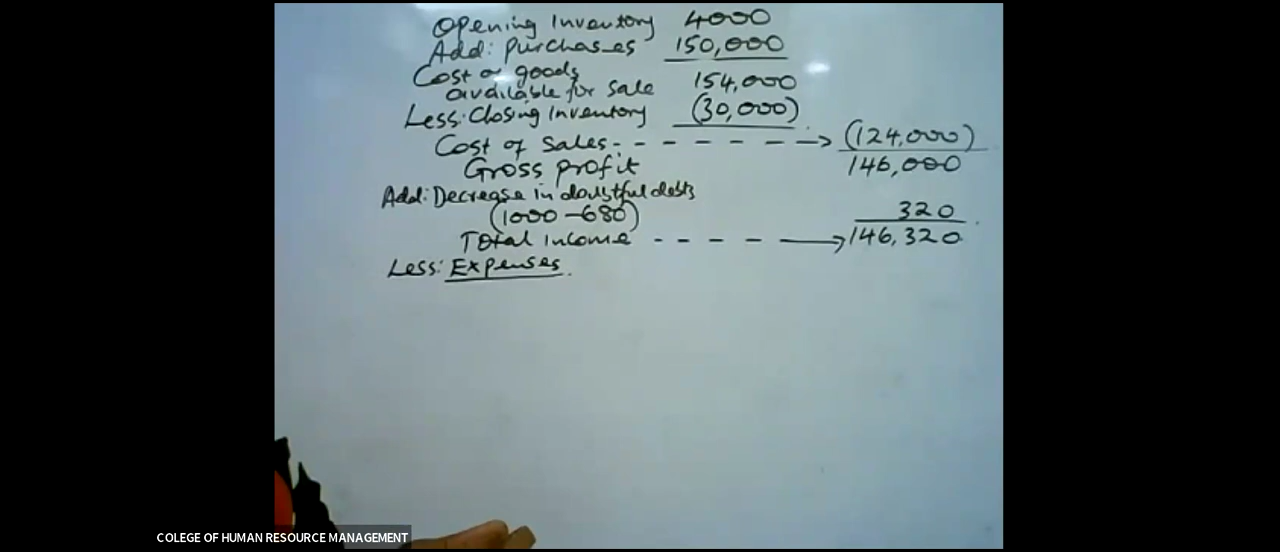 Opening Inventory 4000
Add: Purchases 150,000
Cost of goods
available for sale 154,000
Less: Closing Inventory (30,000)
Cost of Sales (124,000)
Gross profit 146,000
Add: Decrease in doubtful debts
(1000 - 680) 320
Total income 146,320
Less: Expenses.
COLEGE OF HUMAN RESOURCE MANAGEMENT